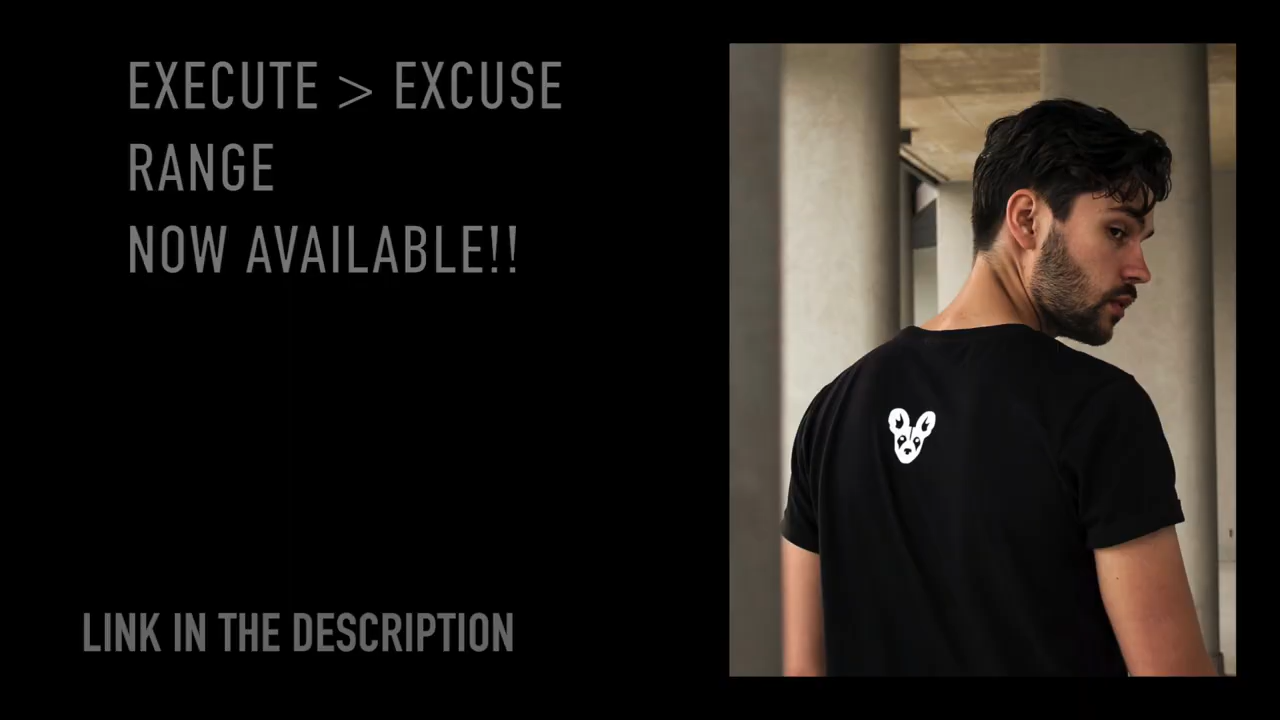 EXECUTE > EXCUSE
RANGE
NOW AVAILABLE!!
LINK IN THE DESCRIPTION